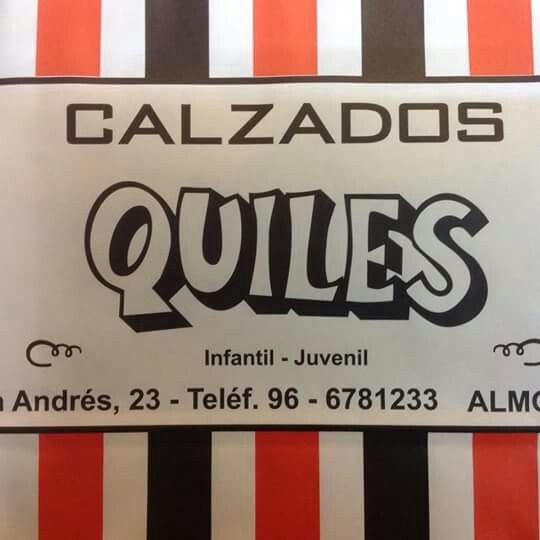 CALZADOS
QUILES
Infantil - Juvenil
Andrés, 23 - Teléf. 96 - 6781233